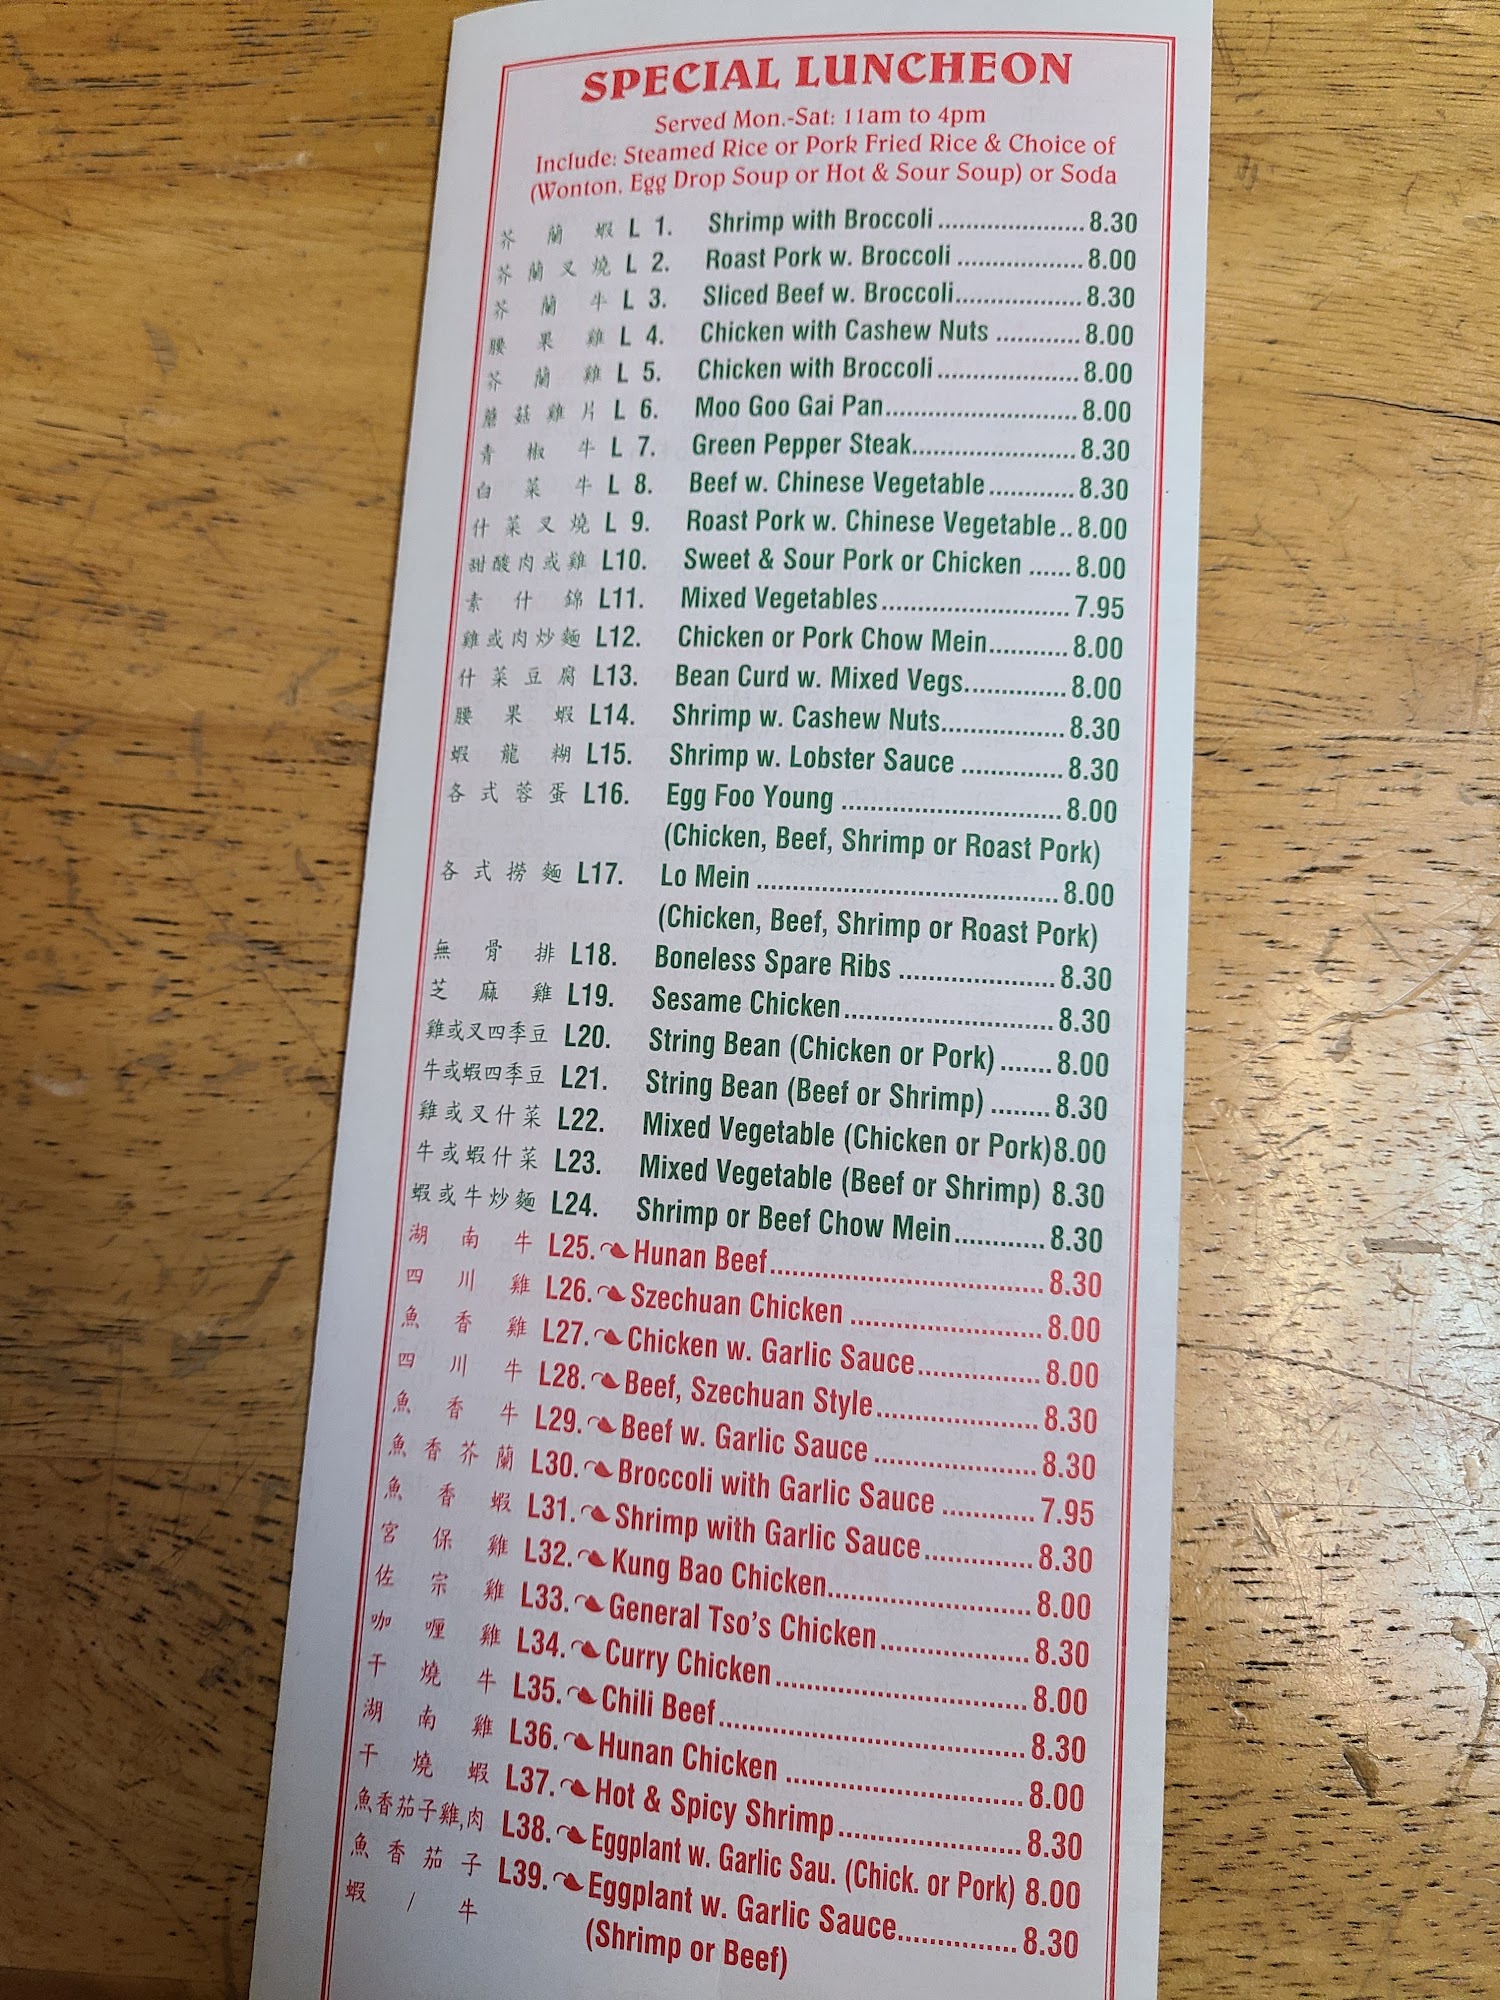 SPECIAL LUNCHEON
Served Mon.-Sat: 11am to 4pm
Include: Steamed Rice or Pork Fried Rice & Choice of
(Wonton, Egg Drop Soup or Hot & Sour Soup) or Soda
芥蘭蝦 L 1. Shrimp with Broccoli ..................... 8.30
芥蘭叉燒 L 2. Roast Pork w. Broccoli .................. 8.00
芥蘭牛 L 3. Sliced Beef w. Broccoli.................. 8.30
腰果雞 L 4. Chicken with Cashew Nuts ............ 8.00
芥蘭雞 L 5. Chicken with Broccoli .................... 8.00
蘑菇雞片 L 6. Moo Goo Gai Pan........................... 8.00
青椒牛 L 7. Green Pepper Steak....................... 8.30
白菜牛 L 8. Beef w. Chinese Vegetable ............ 8.30
什菜叉燒 L 9. Roast Pork w. Chinese Vegetable.. 8.00
甜酸肉或雞 L10. Sweet & Sour Pork or Chicken ...... 8.00
素什錦 L11. Mixed Vegetables........................... 7.95
雞或肉炒麵 L12. Chicken or Pork Chow Mein........... 8.00
什菜豆腐 L13. Bean Curd w. Mixed Vegs.............. 8.00
腰果蝦 L14. Shrimp w. Cashew Nuts................. 8.30
蝦龍糊 L15. Shrimp w. Lobster Sauce .............. 8.30
各式蓉蛋 L16. Egg Foo Young ............................... 8.00
(Chicken, Beef, Shrimp or Roast Pork)
各式撈麵 L17. Lo Mein .......................................... 8.00
(Chicken, Beef, Shrimp or Roast Pork)
無骨排 L18. Boneless Spare Ribs ...................... 8.30
芝麻雞 L19. Sesame Chicken............................. 8.30
雞或叉四季豆 L20. String Bean (Chicken or Pork) ....... 8.00
牛或蝦四季豆 L21. String Bean (Beef or Shrimp) ........ 8.30
雞或叉什菜 L22. Mixed Vegetable (Chicken or Pork)8.00
牛或蝦什菜 L23. Mixed Vegetable (Beef or Shrimp) 8.30
蝦或牛炒麵 L24. Shrimp or Beef Chow Mein............ 8.30
湖南牛 L25. Hunan Beef...................................... 8.30
四川雞 L26. Szechuan Chicken ........................... 8.00
魚香雞 L27. Chicken w. Garlic Sauce................. 8.00
四川牛 L28. Beef, Szechuan Style....................... 8.30
魚香牛 L29. Beef w. Garlic Sauce ....................... 8.30
魚香芥蘭 L30. Broccoli with Garlic Sauce ............. 7.95
魚香蝦 L31. Shrimp with Garlic Sauce............... 8.30
宮保雞 L32. Kung Bao Chicken............................ 8.00
佐宗雞 L33. General Tso's Chicken..................... 8.30
咖喱雞 L34. Curry Chicken................................... 8.00
干燒牛 L35. Chili Beef.......................................... 8.30
湖南雞 L36. Hunan Chicken ................................ 8.00
干燒蝦 L37. Hot & Spicy Shrimp.......................... 8.30
魚香茄子雞,肉 L38. Eggplant w. Garlic Sau. (Chick. or Pork) 8.00
魚香茄子 L39. Eggplant w. Garlic Sauce................ 8.30
蝦/牛 (Shrimp or Beef)